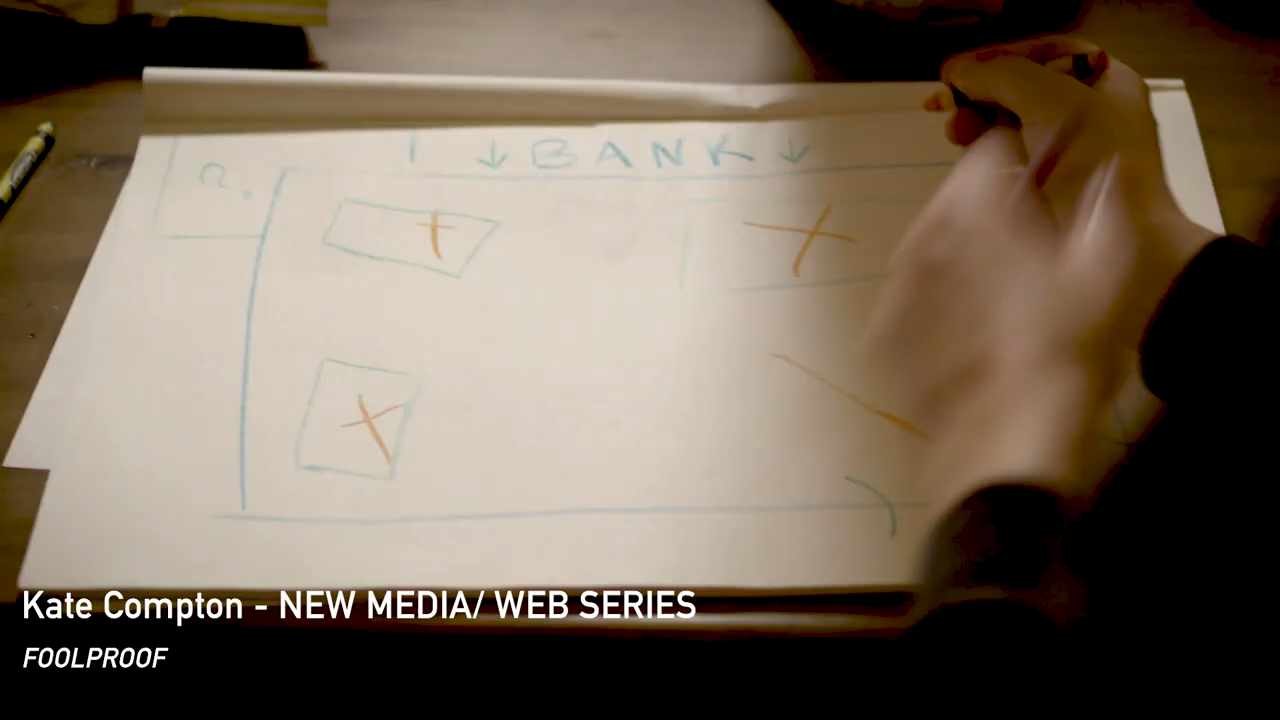 ↓ BANK ↓
Kate Compton - NEW MEDIA/ WEB SERIES
FOOLPROOF